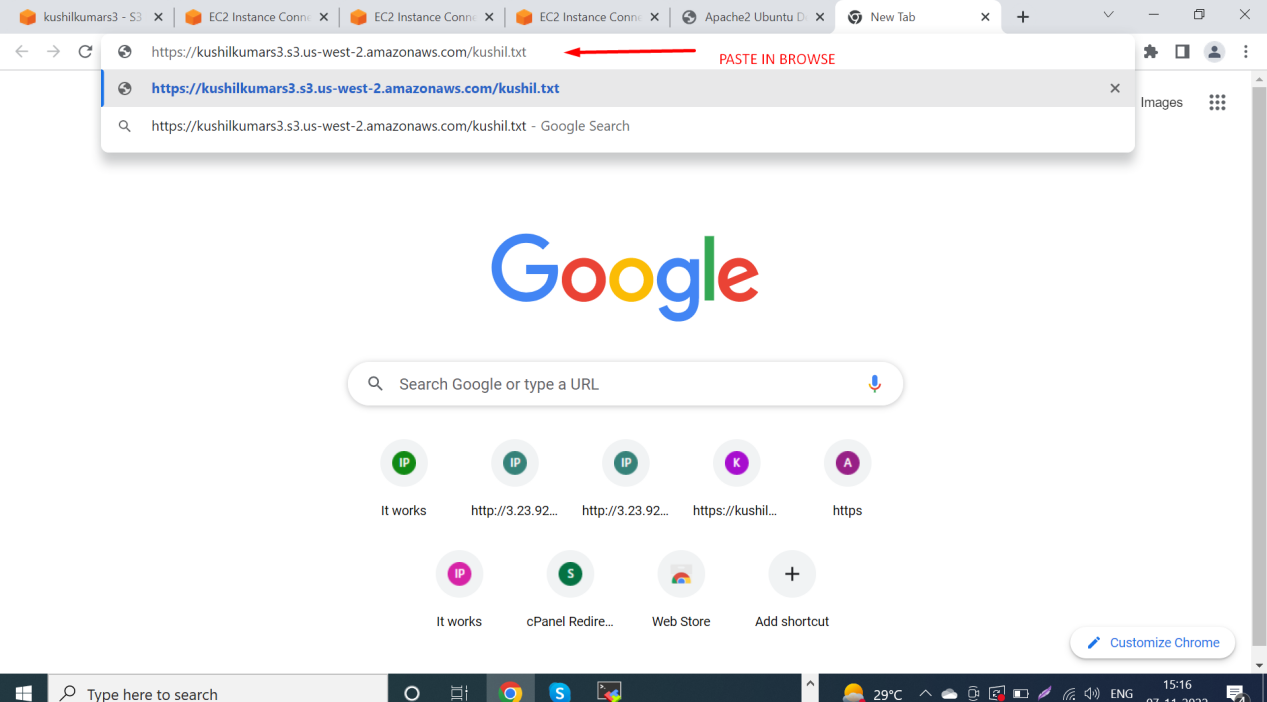 kushilkumars3 - S3
EC2 Instance Conne
EC2 Instance Conne
EC2 Instance Conne
Apache2 Ubuntu D
New Tab
https://kushilkumars3.s3.us-west-2.amazonaws.com/kushil.txt
PASTE IN BROWSE
https://kushilkumars3.s3.us-west-2.amazonaws.com/kushil.txt
Images
https://kushilkumars3.s3.us-west-2.amazonaws.com/kushil.txt - Google Search
Google
Search Google or type a URL
IP IP IP K A
It works http://3.23.92... http://3.23.92... https://kushil... https
IP S
It works cPanel Redire... Web Store Add shortcut
Customize Chrome
Type here to search
S
29°C
ENG
15:16